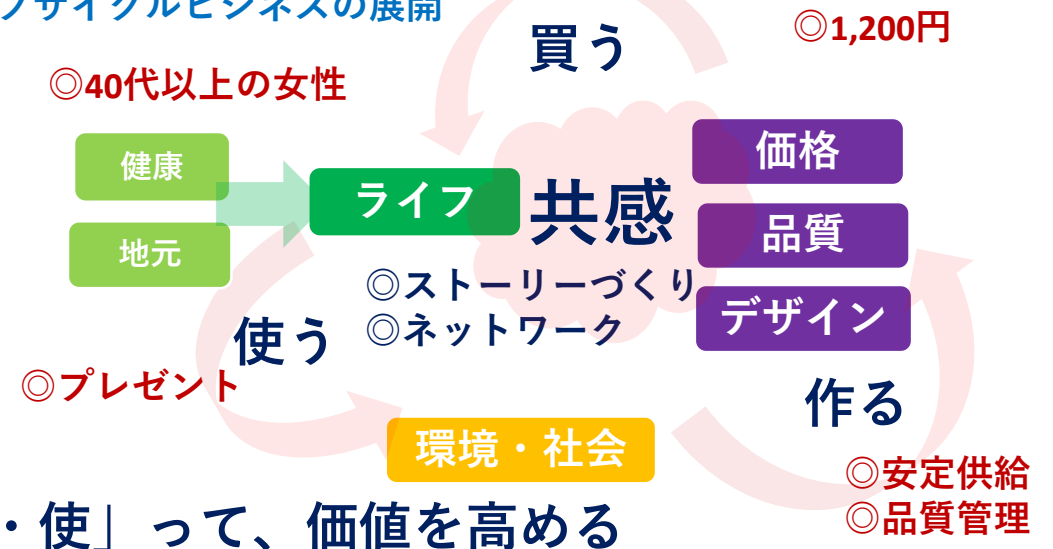 サイクルビジネスの展開
買う
◎1,200円
◎40代以上の女性
健康
地元
ライフ
共感
価格
品質
デザイン
◎ストーリーづくり
◎ネットワーク
使う
◎プレゼント
作る
環境・社会
◎安定供給
◎品質管理
・使」って、価値を高める